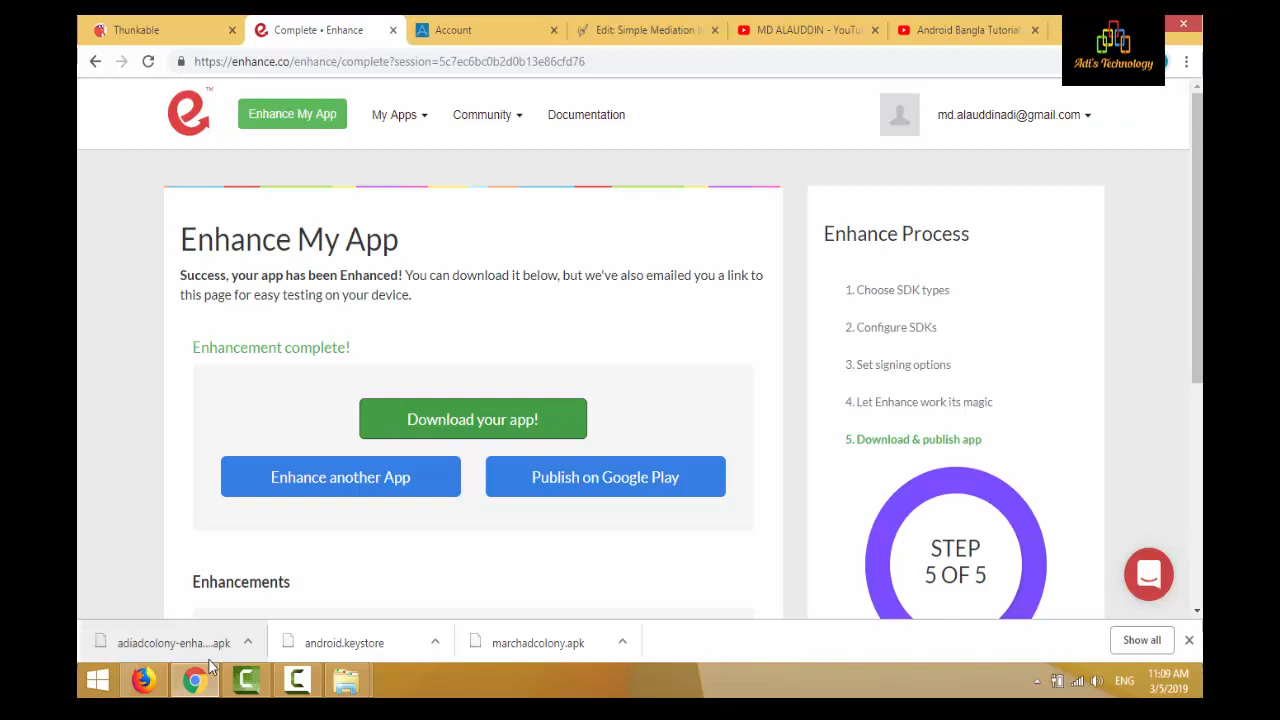 Thunkable
Complete • Enhance
Account
Edit: Simple Mediation I
MD ALAUDDIN - YouTu
Android Bangla Tutorial
Adi's Technology
https://enhance.co/enhance/complete?session=5c7ec6bc0b2d0b13e86cfd76
TM
Enhance My App
My Apps
Community
Documentation
md.alauddinadi@gmail.com
Enhance My App
Success, your app has been Enhanced! You can download it below, but we've also emailed you a link to
this page for easy testing on your device.
Enhancement complete!
Download your app!
Enhance another App
Publish on Google Play
Enhancements
Enhance Process
1. Choose SDK types
2. Configure SDKs
3. Set signing options
4. Let Enhance work its magic
5. Download & publish app
STEP
5 OF 5
adiadcolony-enha....apk
android.keystore
marchadcolony.apk
Show all
ENG
11:09 AM
3/5/2019